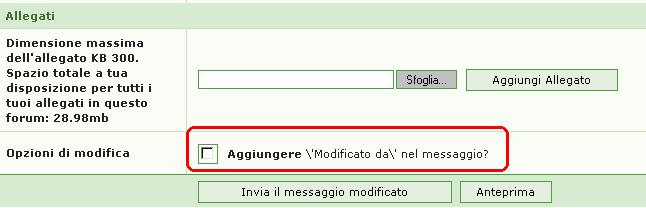 Allegati
Dimensione massima
dell'allegato KB 300.
Spazio totale a tua
disposizione per tutti i
tuoi allegati in questo
forum: 28.98mb
Sfoglia...
Aggiungi Allegato
Opzioni di modifica
Aggiungere \'Modificato da\' nel messaggio?
Invia il messaggio modificato
Anteprima